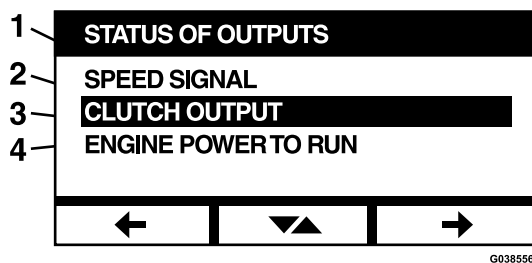 1 STATUS OF OUTPUTS
2 SPEED SIGNAL
3 CLUTCH OUTPUT
4 ENGINE POWER TO RUN
G038556